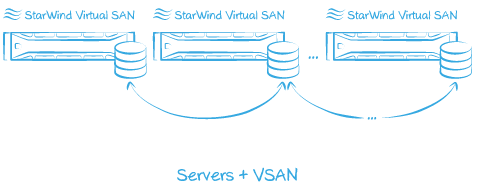 StarWind Virtual SAN StarWind Virtual SAN StarWind Virtual SAN
...
...
Servers + VSAN